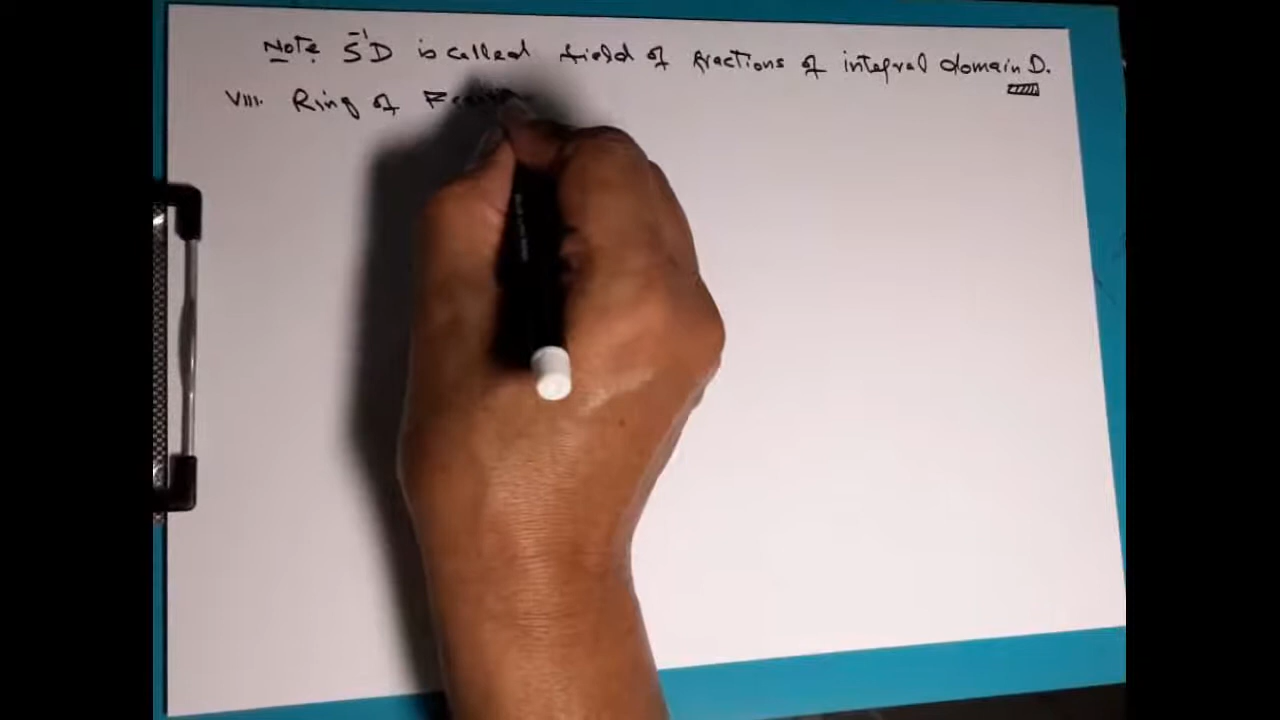 Note S⁻¹D is called field of fractions of integral domain D.
VIII. Ring of